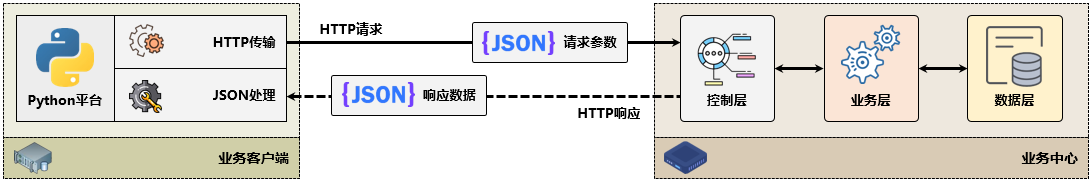 Python平台
HTTP传输
JSON处理
业务客户端
HTTP请求
{JSON} 请求参数
{JSON} 响应数据
HTTP响应
控制层
业务层
数据层
业务中心